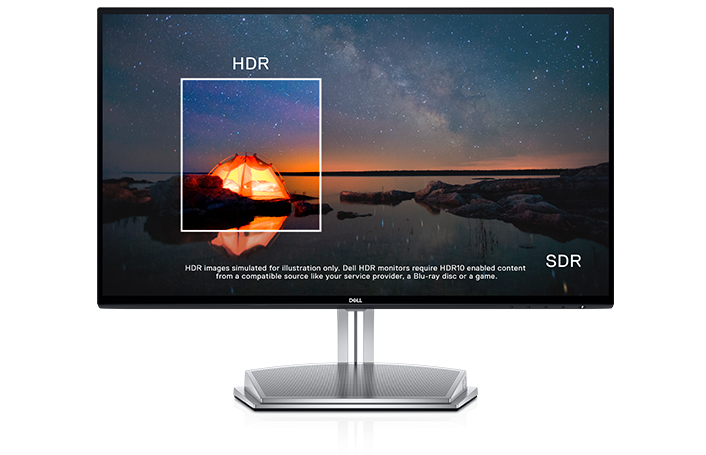 HDR
SDR
HDR images simulated for illustration only. Dell HDR monitors require HDR10 enabled content
from a compatible source like your service provider, a Blu-ray disc or a game.
DELL